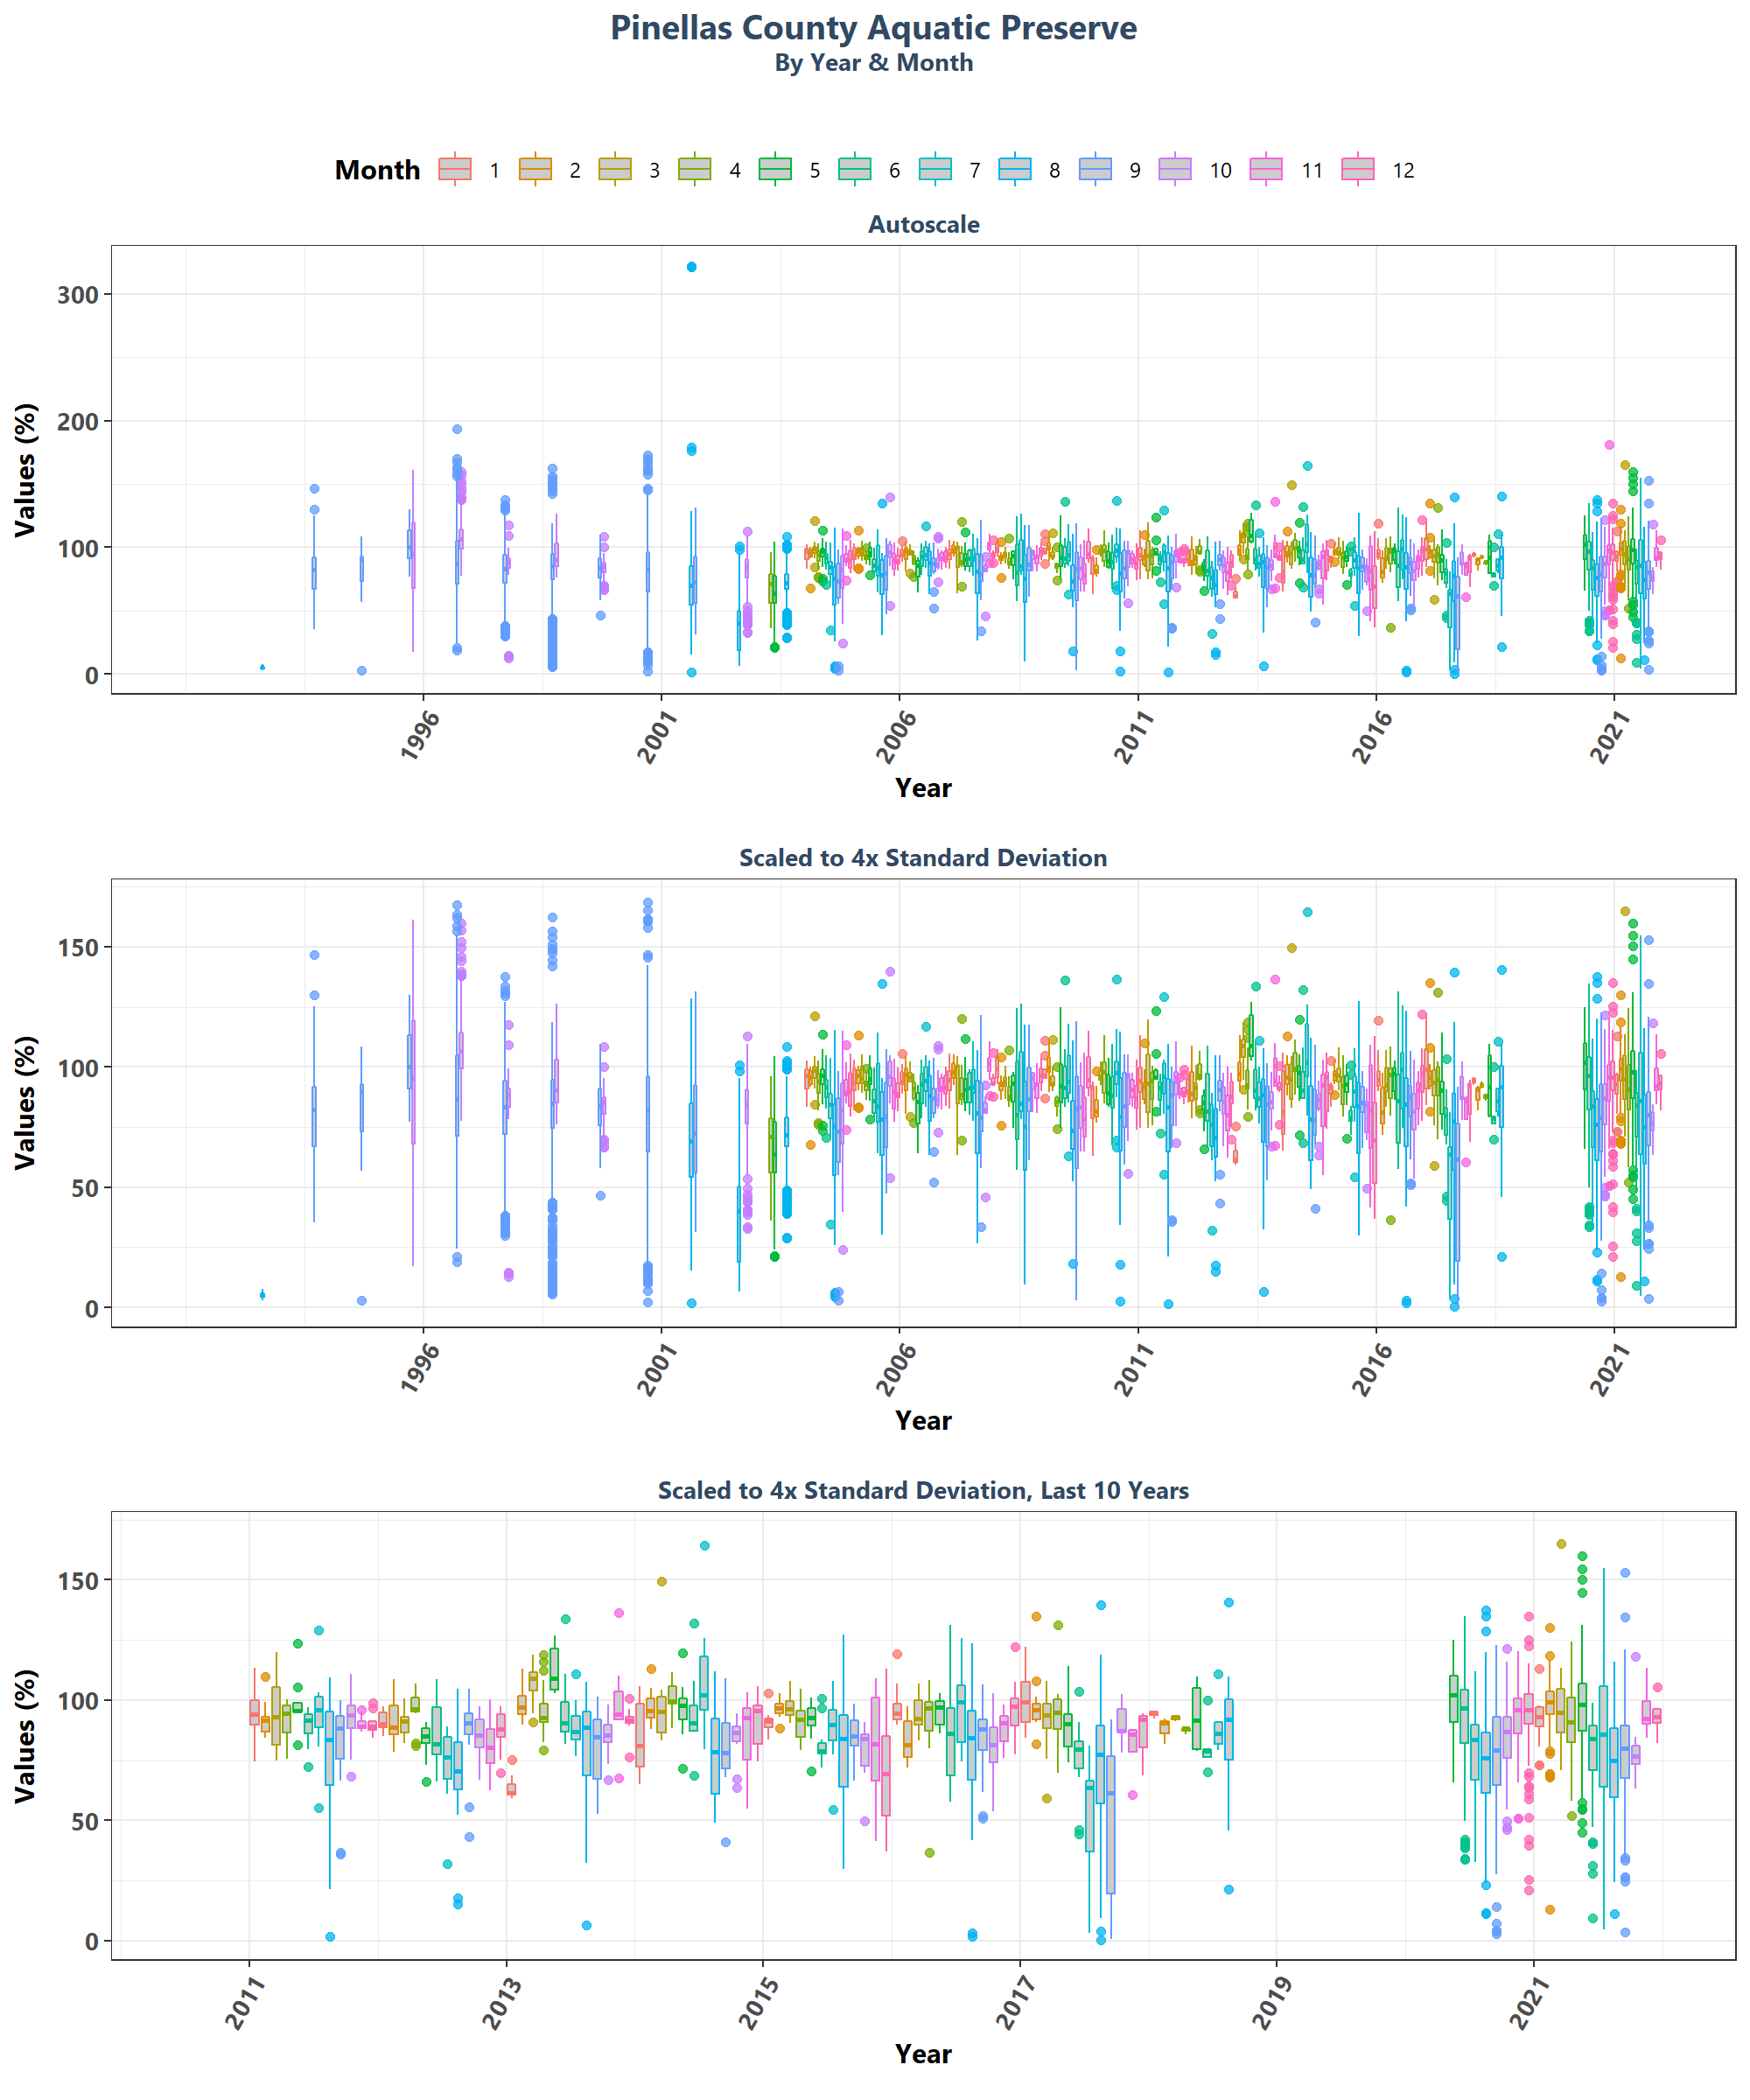 Pinellas County Aquatic Preserve
By Year & Month
Month 1 2 3 4 5 6 7 8 9 10 11 12
Autoscale
Values (%)
300
200
100
0
1996 2001 2006 2011 2016 2021
Year
Scaled to 4x Standard Deviation
Values (%)
150
100
50
0
1996 2001 2006 2011 2016 2021
Year
Scaled to 4x Standard Deviation, Last 10 Years
Values (%)
150
100
50
0
2011 2013 2015 2017 2019 2021
Year